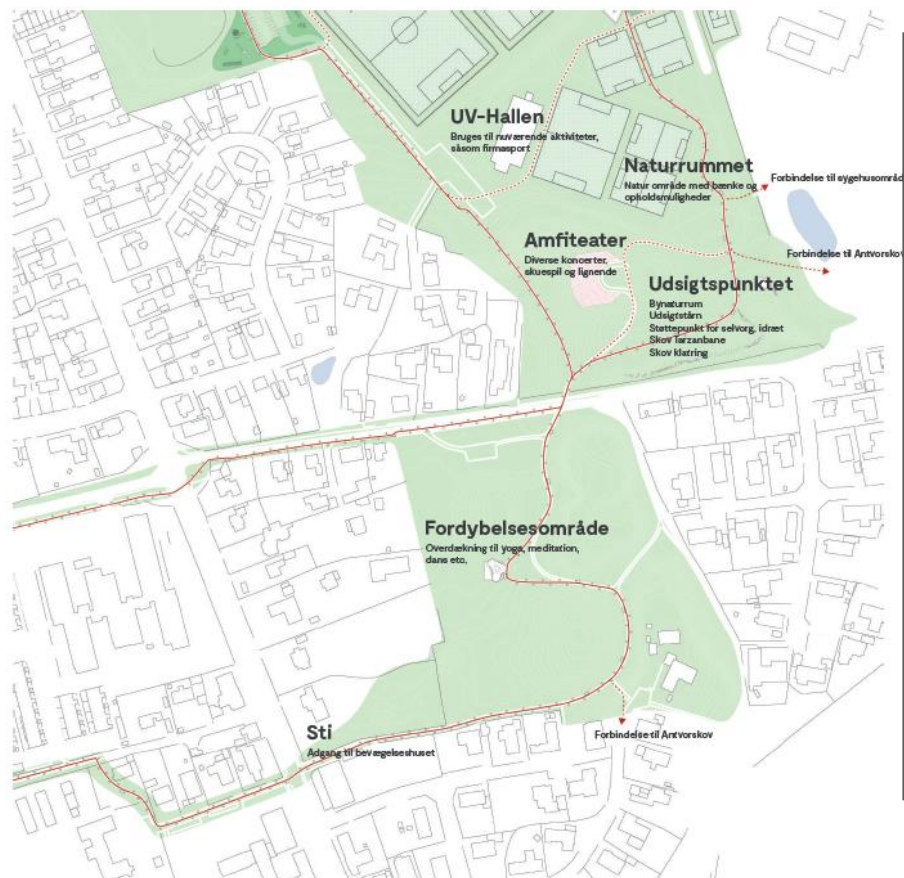 UV-Hallen
Bruges til nuværende aktiviteter,
såsom firmasport
Naturrummet
Natur område med bænke og
opholdsmuligheder
Forbindelse til sygehusområd
Amfiteater
Diverse koncerter,
skuespil og lignende
Forbindelse til Antvorskov
Udsigtspunktet
Bynaturrum
Udsigtstårn
Støttepunkt for selvorg. idræt
Skov Tarzanbane
Skov klatring
Fordybelsesområde
Overdækning til yoga, meditation,
dans etc.
Sti
Adgang til bevægelseshuset
Forbindelse til Antvorskov